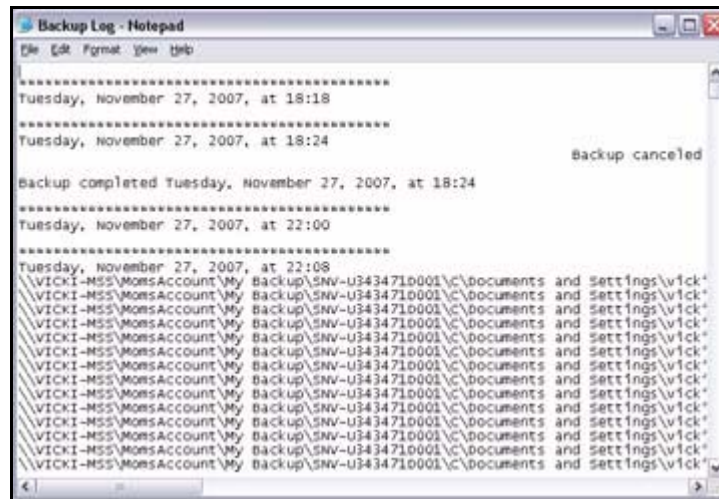 Backup Log - Notepad
File Edit Format View Help
*******************************************
Tuesday, November 27, 2007, at 18:18
*******************************************
Tuesday, November 27, 2007, at 18:24
Backup canceled
Backup completed Tuesday, November 27, 2007, at 18:24
*******************************************
Tuesday, November 27, 2007, at 22:00
*******************************************
Tuesday, November 27, 2007, at 22:08
\\VICKI-MSS\MomsAccount\My Backup\SNV-U343471D001\C\Documents and Settings\vick
\\VICKI-MSS\MomsAccount\My Backup\SNV-U343471D001\C\Documents and Settings\vick
\\VICKI-MSS\MomsAccount\My Backup\SNV-U343471D001\C\Documents and Settings\vick
\\VICKI-MSS\MomsAccount\My Backup\SNV-U343471D001\C\Documents and Settings\vick
\\VICKI-MSS\MomsAccount\My Backup\SNV-U343471D001\C\Documents and Settings\vick
\\VICKI-MSS\MomsAccount\My Backup\SNV-U343471D001\C\Documents and Settings\vick
\\VICKI-MSS\MomsAccount\My Backup\SNV-U343471D001\C\Documents and Settings\vick
\\VICKI-MSS\MomsAccount\My Backup\SNV-U343471D001\C\Documents and Settings\vick
\\VICKI-MSS\MomsAccount\My Backup\SNV-U343471D001\C\Documents and Settings\vick
\\VICKI-MSS\MomsAccount\My Backup\SNV-U343471D001\C\Documents and Settings\vick
\\VICKI-MSS\MomsAccount\My Backup\SNV-U343471D001\C\Documents and Settings\vick
\\VICKI-MSS\MomsAccount\My Backup\SNV-U343471D001\C\Documents and Settings\vick
\\VICKI-MSS\MomsAccount\My Backup\SNV-U343471D001\C\Documents and Settings\vick
\\VICKI-MSS\MomsAccount\My Backup\SNV-U343471D001\C\Documents and Settings\vick